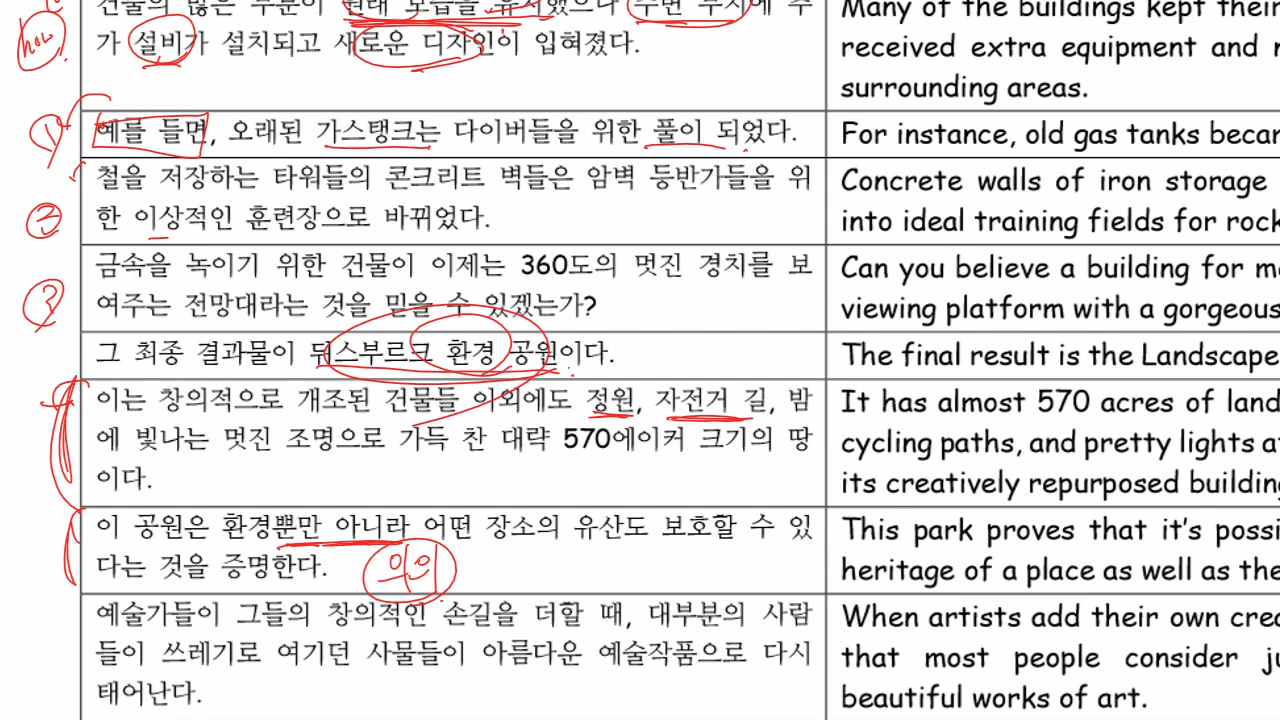 건물의 많은 부분이 원래 모습을 유지했으나 주변 부지에 추
가 설비가 설치되고 새로운 디자인이 입혀졌다.
Many of the buildings kept their
received extra equipment and
surrounding areas.
how
①
예를 들면, 오래된 가스탱크는 다이버들을 위한 풀이 되었다.
For instance, old gas tanks beca
②
철을 저장하는 타워들의 콘크리트 벽들은 암벽 등반가들을 위
한 이상적인 훈련장으로 바뀌었다.
Concrete walls of iron storage
into ideal training fields for rock
금속을 녹이기 위한 건물이 이제는 360도의 멋진 경치를 보
여주는 전망대라는 것을 믿을 수 있겠는가?
Can you believe a building for m
viewing platform with a gorgeous
그 최종 결과물이 뒤스부르크 환경 공원이다.
The final result is the Landscape
이는 창의적으로 개조된 건물들 이외에도 정원, 자전거 길, 밤
에 빛나는 멋진 조명으로 가득 찬 대략 570에이커 크기의 땅
이다.
It has almost 570 acres of land
cycling paths, and pretty lights a
its creatively repurposed building
이 공원은 환경뿐만 아니라 어떤 장소의 유산도 보호할 수 있
다는 것을 증명한다.
의의
This park proves that it's possi
heritage of a place as well as the
예술가들이 그들의 창의적인 손길을 더할 때, 대부분의 사람
들이 쓰레기로 여기던 사물들이 아름다운 예술작품으로 다시
태어난다.
When artists add their own crea
that most people consider ju
beautiful works of art.